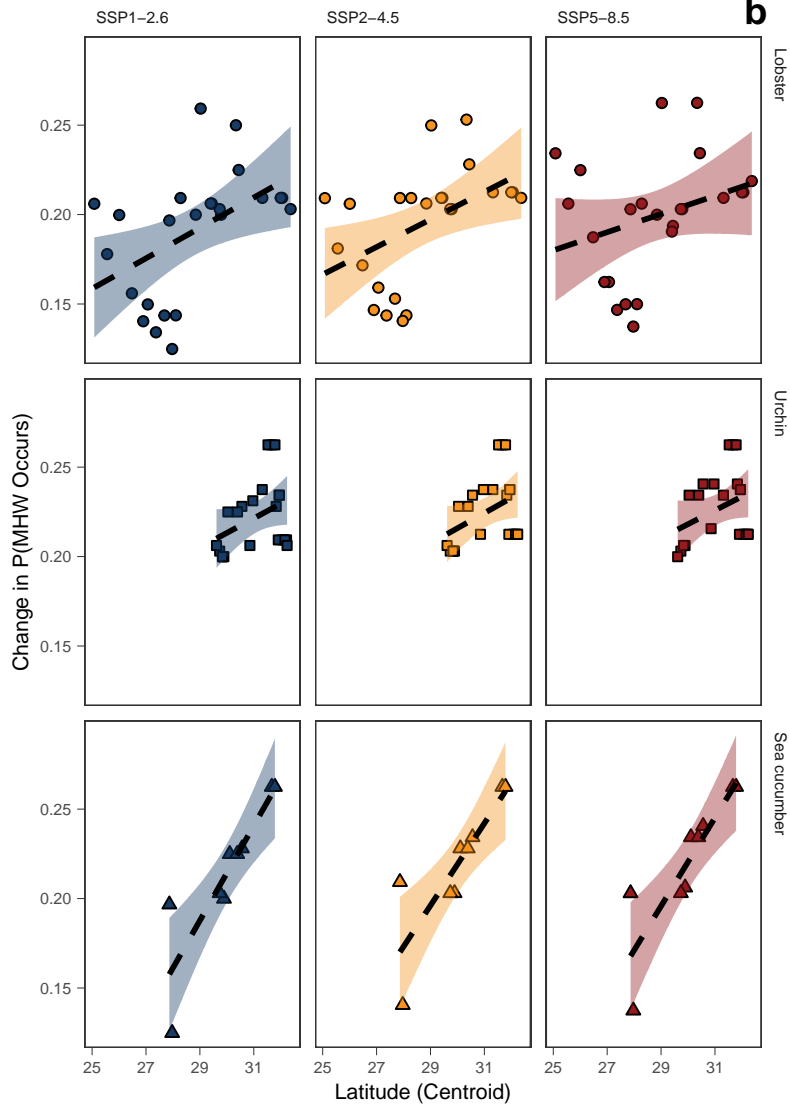 b
SSP1−2.6 SSP2−4.5 SSP5−8.5
Lobster
0.25
0.20
0.15
Urchin
0.25
0.20
0.15
Sea cucumber
0.25
0.20
0.15
Change in P(MHW Occurs)
25 27 29 31 25 27 29 31 25 27 29 31
Latitude (Centroid)